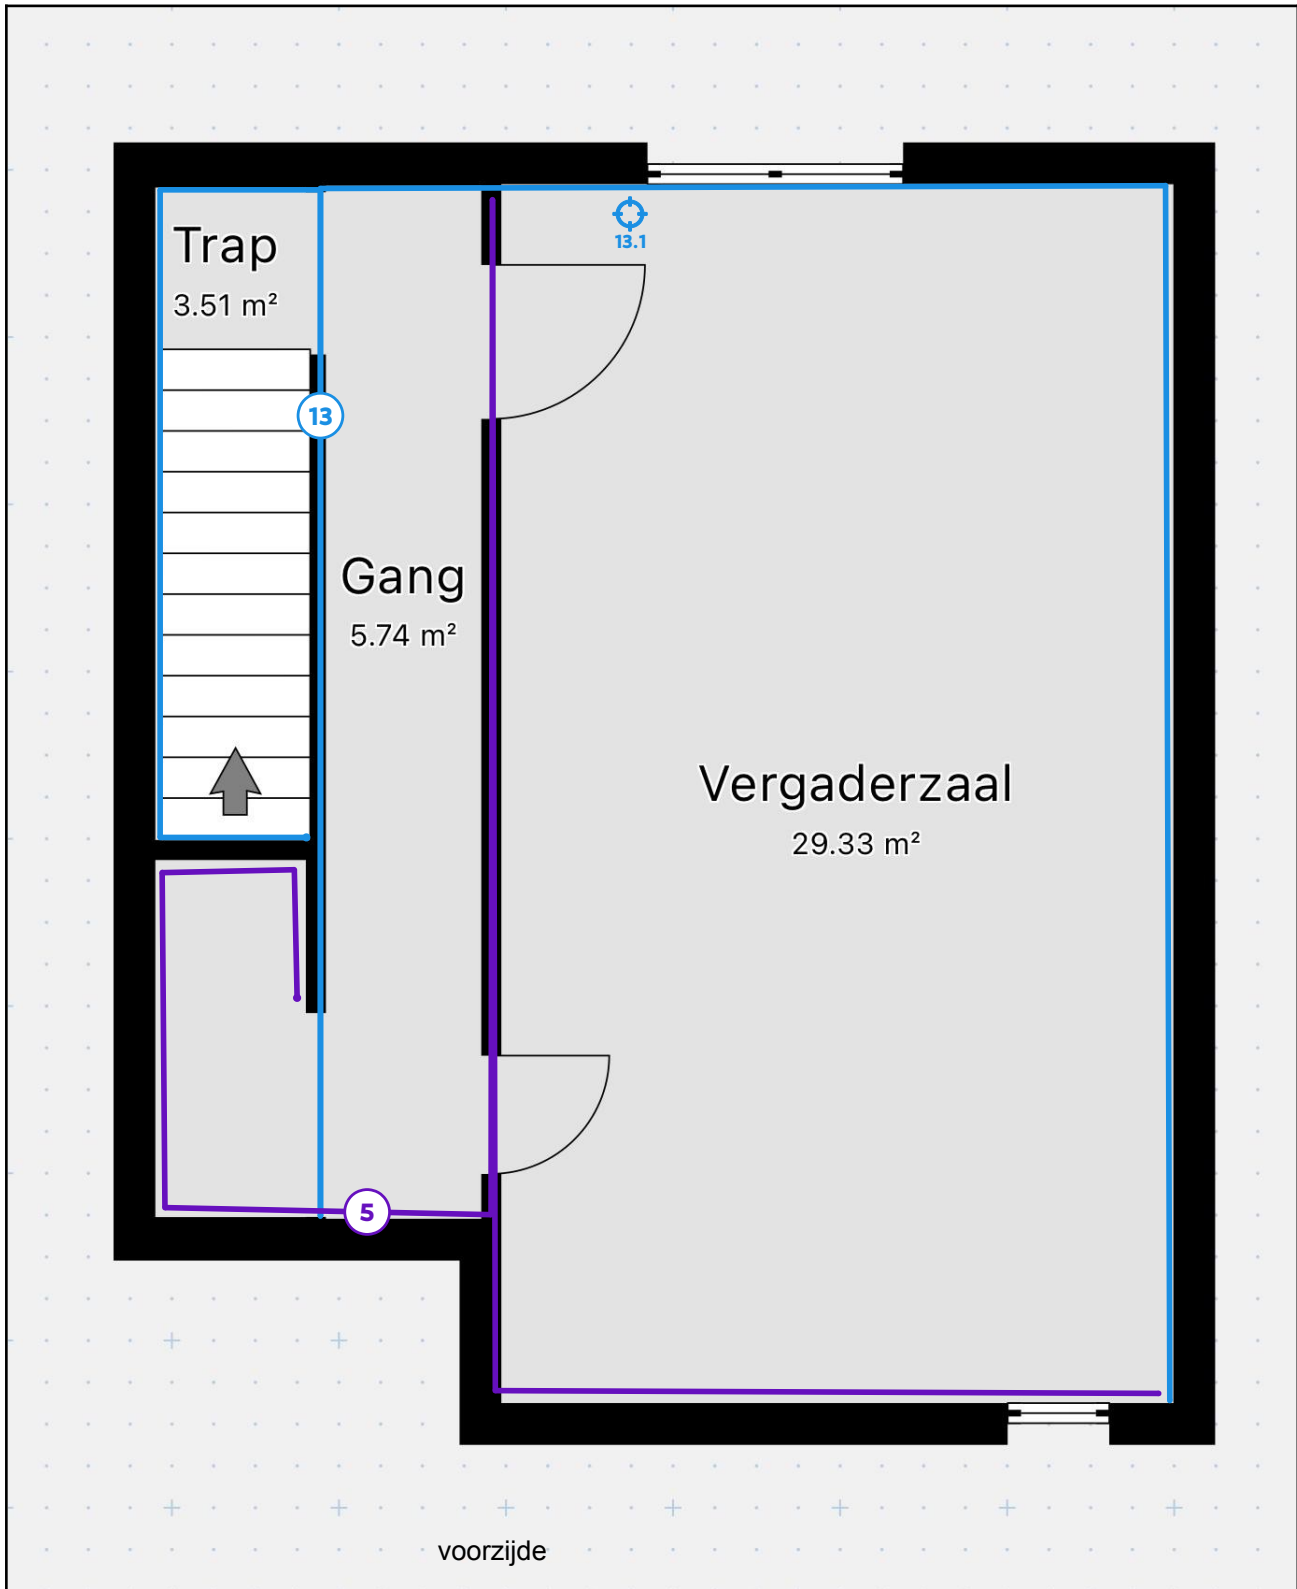 13.1
Trap
3.51 m²
13
Gang
5.74 m²
Vergaderzaal
29.33 m²
5
voorzijde